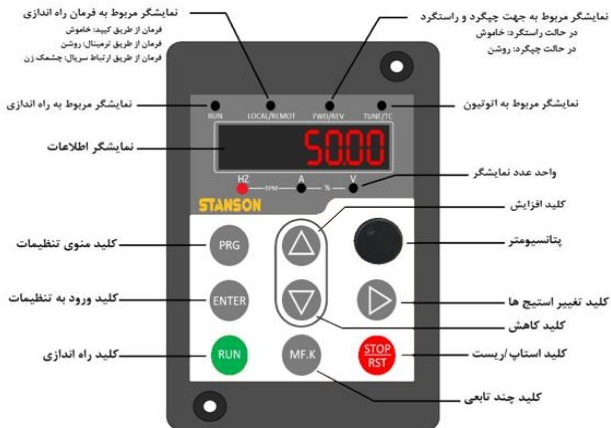 نمایشگر مربوط به فرمان راه اندازی
فرمان از طریق کیپد: خاموش
فرمان از طریق ترمینال: روشن
فرمان از طریق ارتباط سریال: چشمک زن
نمایشگر مربوط به جهت چپگرد و راستگرد
در حالت راستگرد: خاموش
در حالت چپگرد: روشن
نمایشگر مربوط به راه اندازی
نمایشگر مربوط به اتوتیون
RUN LOCAL/REMOT FWD/REV TUNE/TC
نمایشگر اطلاعات
50.00
واحد عدد نمایشگر
HZ RPM A % V
STANSON
کلید افزایش
کلید منوی تنظیمات
PRG
پتانسیومتر
کلید ورود به تنظیمات
ENTER
کلید تغییر استیج ها
کلید کاهش
کلید راه اندازی
RUN
MF.K
STOP
RST
کلید استاپ/ریست
کلید چند تابعی